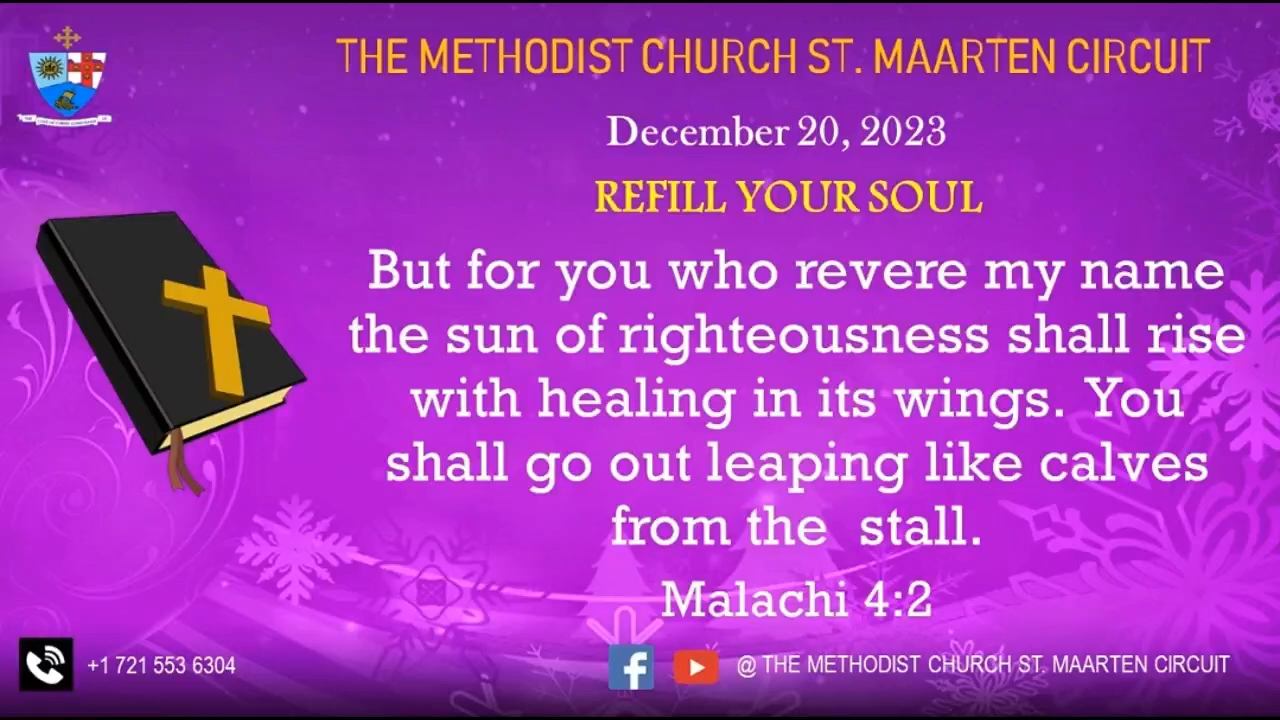 THE METHODIST CHURCH ST. MAARTEN CIRCUIT
December 20, 2023
REFILL YOUR SOUL
But for you who revere my name
the sun of righteousness shall rise
with healing in its wings. You
shall go out leaping like calves
from the stall.
Malachi 4:2
+1 721 553 6304
@ THE METHODIST CHURCH ST. MAARTEN CIRCUIT